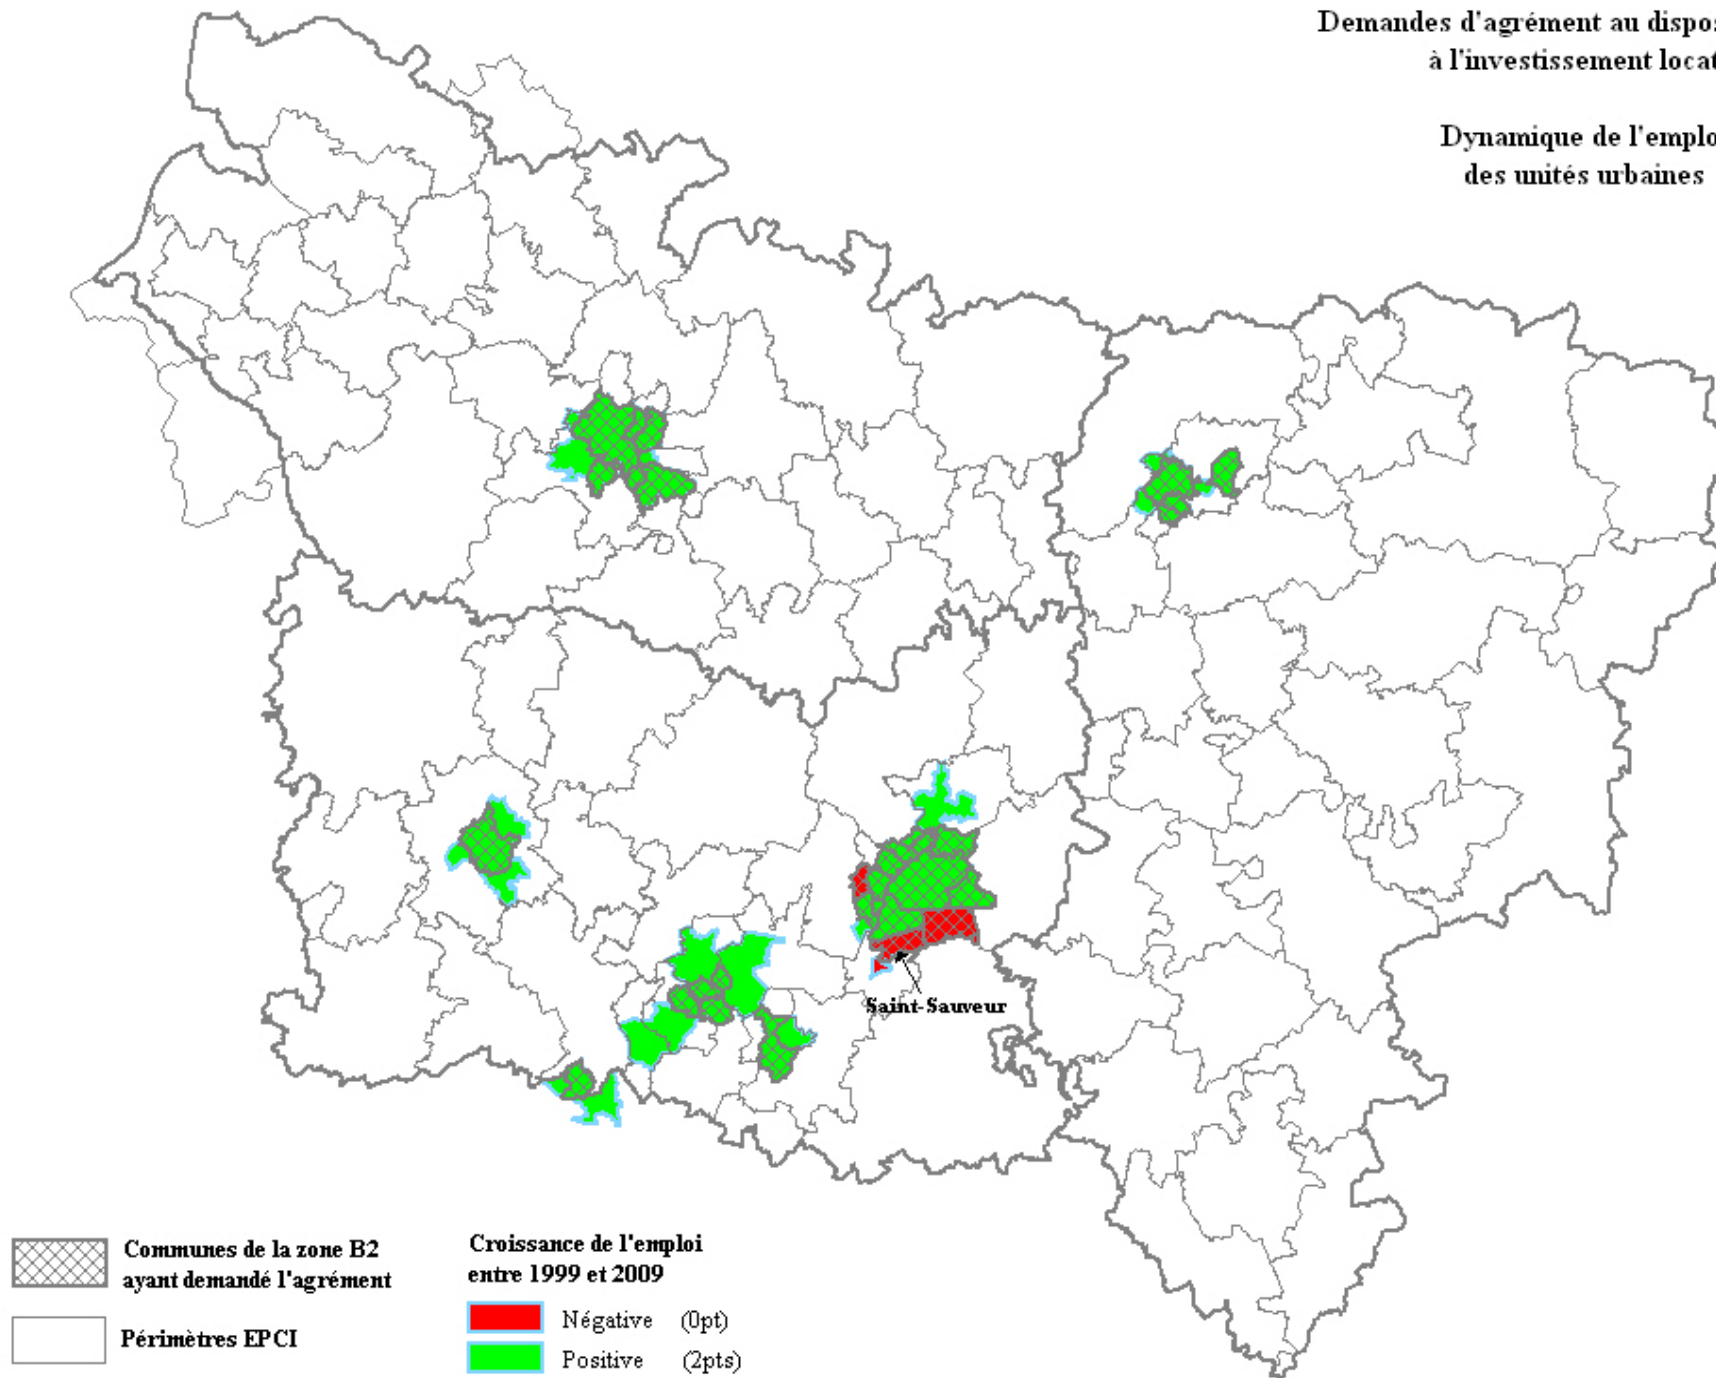 Demandes d'agrément au dispos
à l'investissement locat
Dynamique de l'emplo
des unités urbaines
Saint-Sauveur
Communes de la zone B2
ayant demandé l'agrément
Périmètres EPCI
Croissance de l'emploi
entre 1999 et 2009
Négative (0pt)
Positive (2pts)